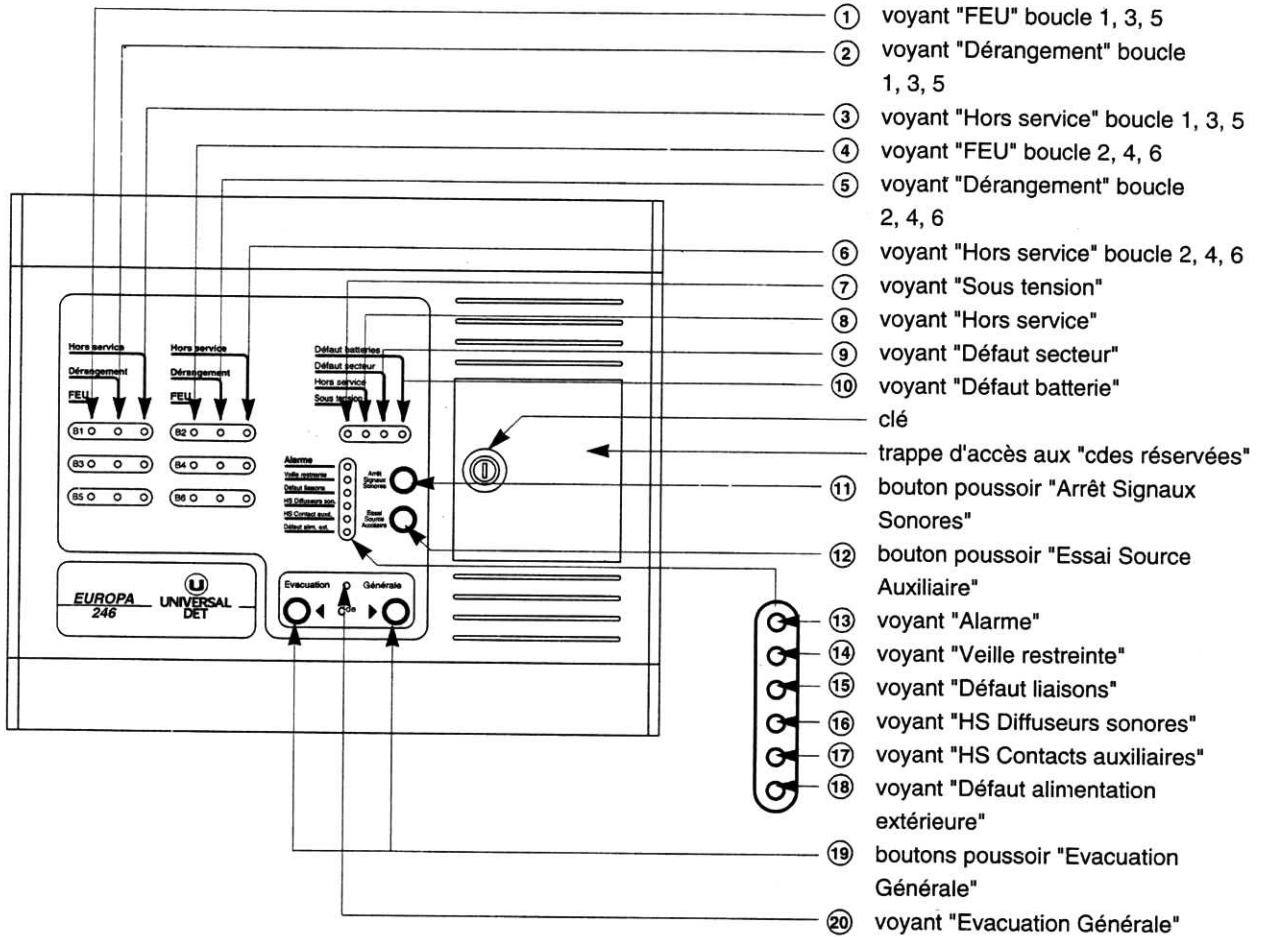 1 voyant "FEU" boucle 1, 3, 5
2 voyant "Dérangement" boucle
1, 3, 5
3 voyant "Hors service" boucle 1, 3, 5
4 voyant "FEU" boucle 2, 4, 6
5 voyant "Dérangement" boucle
2, 4, 6
6 voyant "Hors service" boucle 2, 4, 6
7 voyant "Sous tension"
8 voyant "Hors service"
9 voyant "Défaut secteur"
10 voyant "Défaut batterie"
clé
trappe d'accès aux "cdes réservées"
11 bouton poussoir "Arrêt Signaux
Sonores"
12 bouton poussoir "Essai Source
Auxiliaire"
13 voyant "Alarme"
14 voyant "Veille restreinte"
15 voyant "Défaut liaisons"
16 voyant "HS Diffuseurs sonores"
17 voyant "HS Contacts auxiliaires"
18 voyant "Défaut alimentation
extérieure"
19 boutons poussoir "Evacuation
Générale"
20 voyant "Evacuation Générale"
Hors service
Dérangement
FEU
B1
B3
B5
Hors service
Dérangement
FEU
B2
B4
B6
Défaut batteries
Défaut secteur
Hors service
Sous tension
Alarme
Veille restreinte
Défaut liaisons
HS Diffuseurs son.
HS Contact auxil.
Défaut alim. ext.
Arrêt
Signaux
Sonores
Essai
Source
Auxiliaire
Evacuation Générale
Cde
EUROPA
246
U
UNIVERSAL
DET